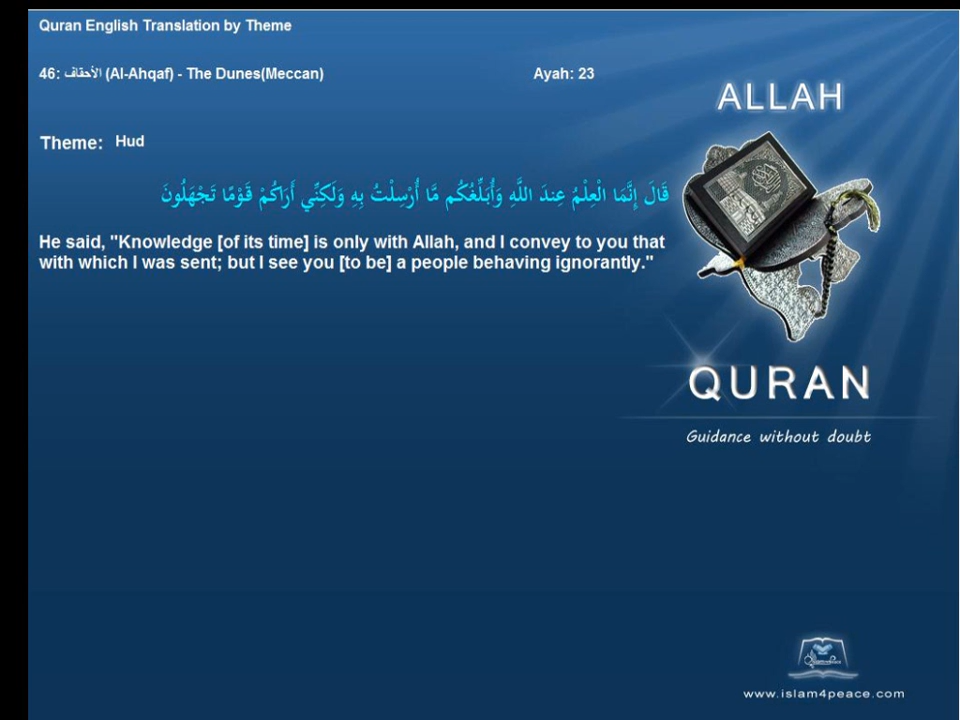 Quran English Translation by Theme
46: الأحقاف (Al-Ahqaf) - The Dunes(Meccan) Ayah: 23
ALLAH
Theme: Hud
قَالَ إِنَّمَا الْعِلْمُ عِندَ اللَّهِ وَأُبَلِّغُكُم مَّا أُرْسِلْتُ بِهِ وَلَكِنِّي أَرَاكُمْ قَوْمًا تَجْهَلُونَ
He said, "Knowledge [of its time] is only with Allah, and I convey to you that
with which I was sent; but I see you [to be] a people behaving ignorantly."
QURAN
Guidance without doubt
www.islam4peace.com